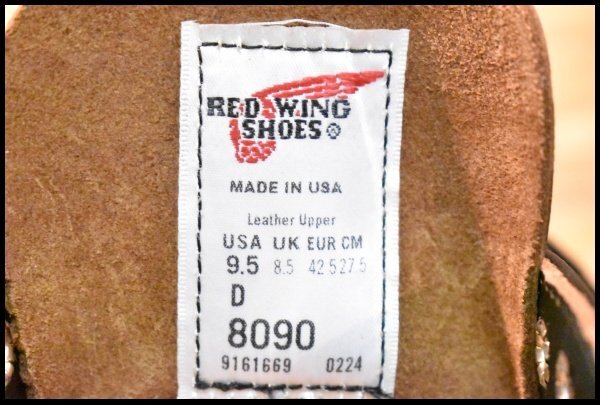 RED WING
SHOES®
MADE IN USA
Leather Upper
USA UK EUR CM
9.5 8.5 42.5 27.5
D
8090
9161669 0224